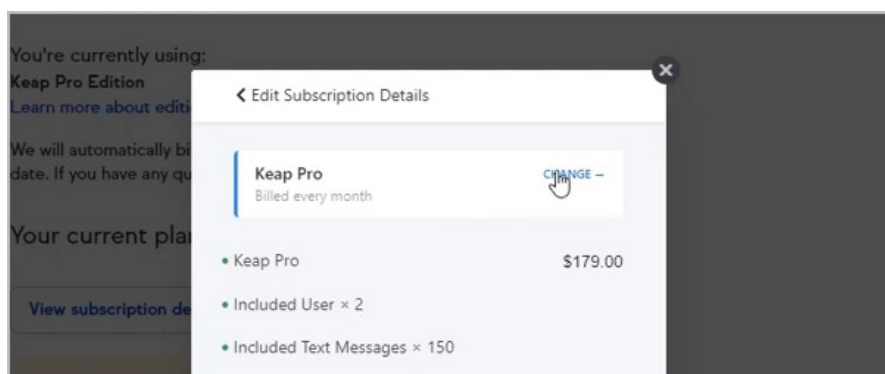 You're currently using:
Keap Pro Edition
Learn more about editi
We will automatically bi
date. If you have any qu
Your current plan
View subscription de
Edit Subscription Details
Keap Pro
CHANGE →
Billed every month
Keap Pro
$179.00
Included User × 2
Included Text Messages × 150